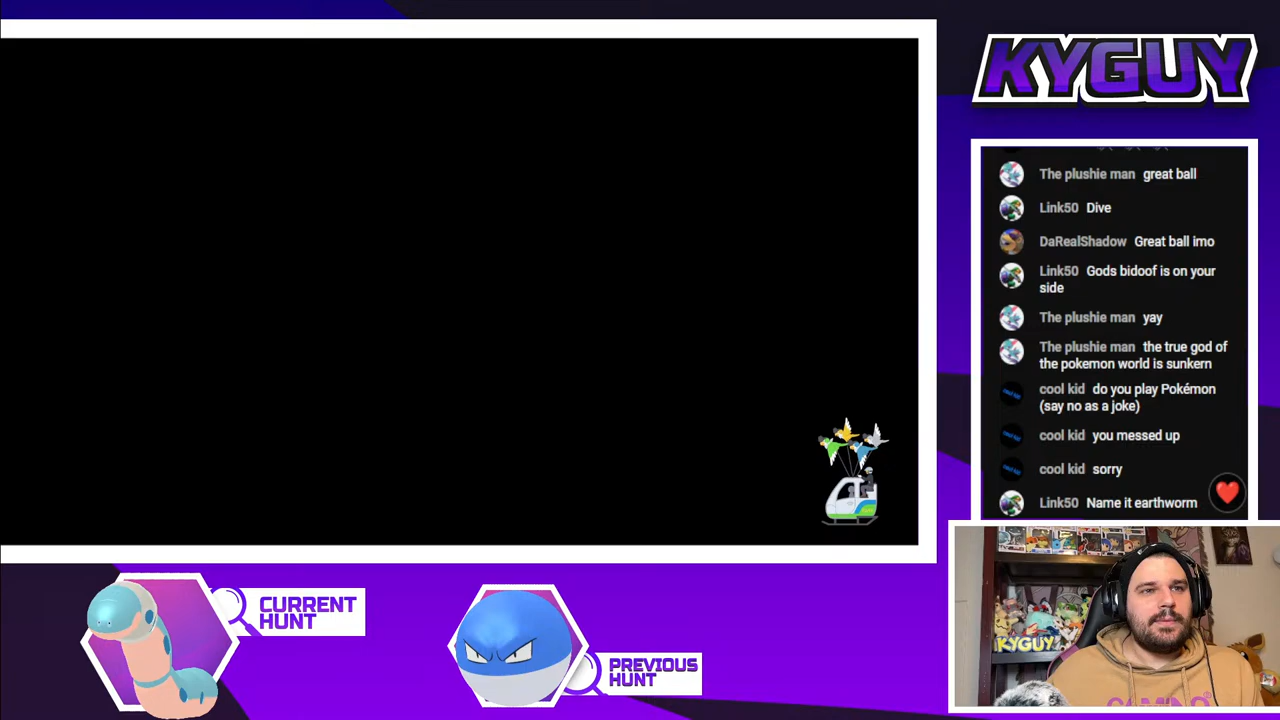 KYGUY
The plushie man great ball
Link50 Dive
DaRealShadow Great ball imo
Link50 Gods bidoof is on your
side
The plushie man yay
The plushie man the true god of
the pokemon world is sunkern
cool kid do you play Pokémon
(say no as a joke)
cool kid you messed up
cool kid sorry
Link50 Name it earthworm
CURRENT
HUNT
PREVIOUS
HUNT
KYGUY